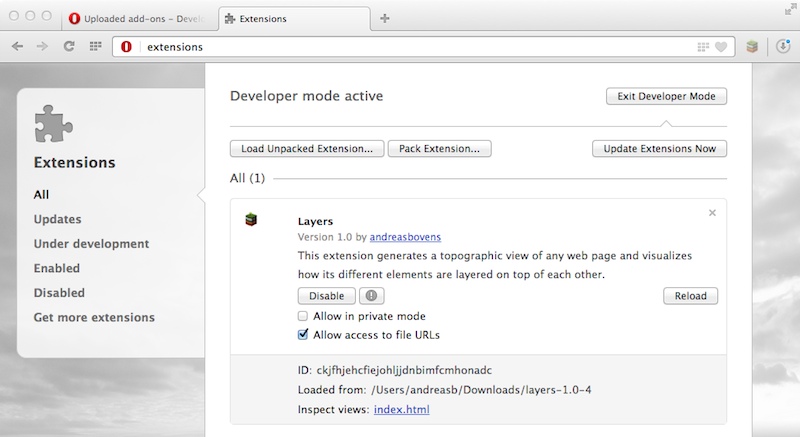 Uploaded add-ons – Devel
Extensions
extensions
Extensions
All
Updates
Under development
Enabled
Disabled
Get more extensions
Developer mode active
Exit Developer Mode
Load Unpacked Extension... Pack Extension... Update Extensions Now
All (1)
Layers
Version 1.0 by andreasbovens
This extension generates a topographic view of any web page and visualizes
how its different elements are layered on top of each other.
Disable Reload
Allow in private mode
Allow access to file URLs
ID: ckjfhjehcfiejohljjdnbimfcmhonadc
Loaded from: /Users/andreasb/Downloads/layers-1.0-4
Inspect views: index.html